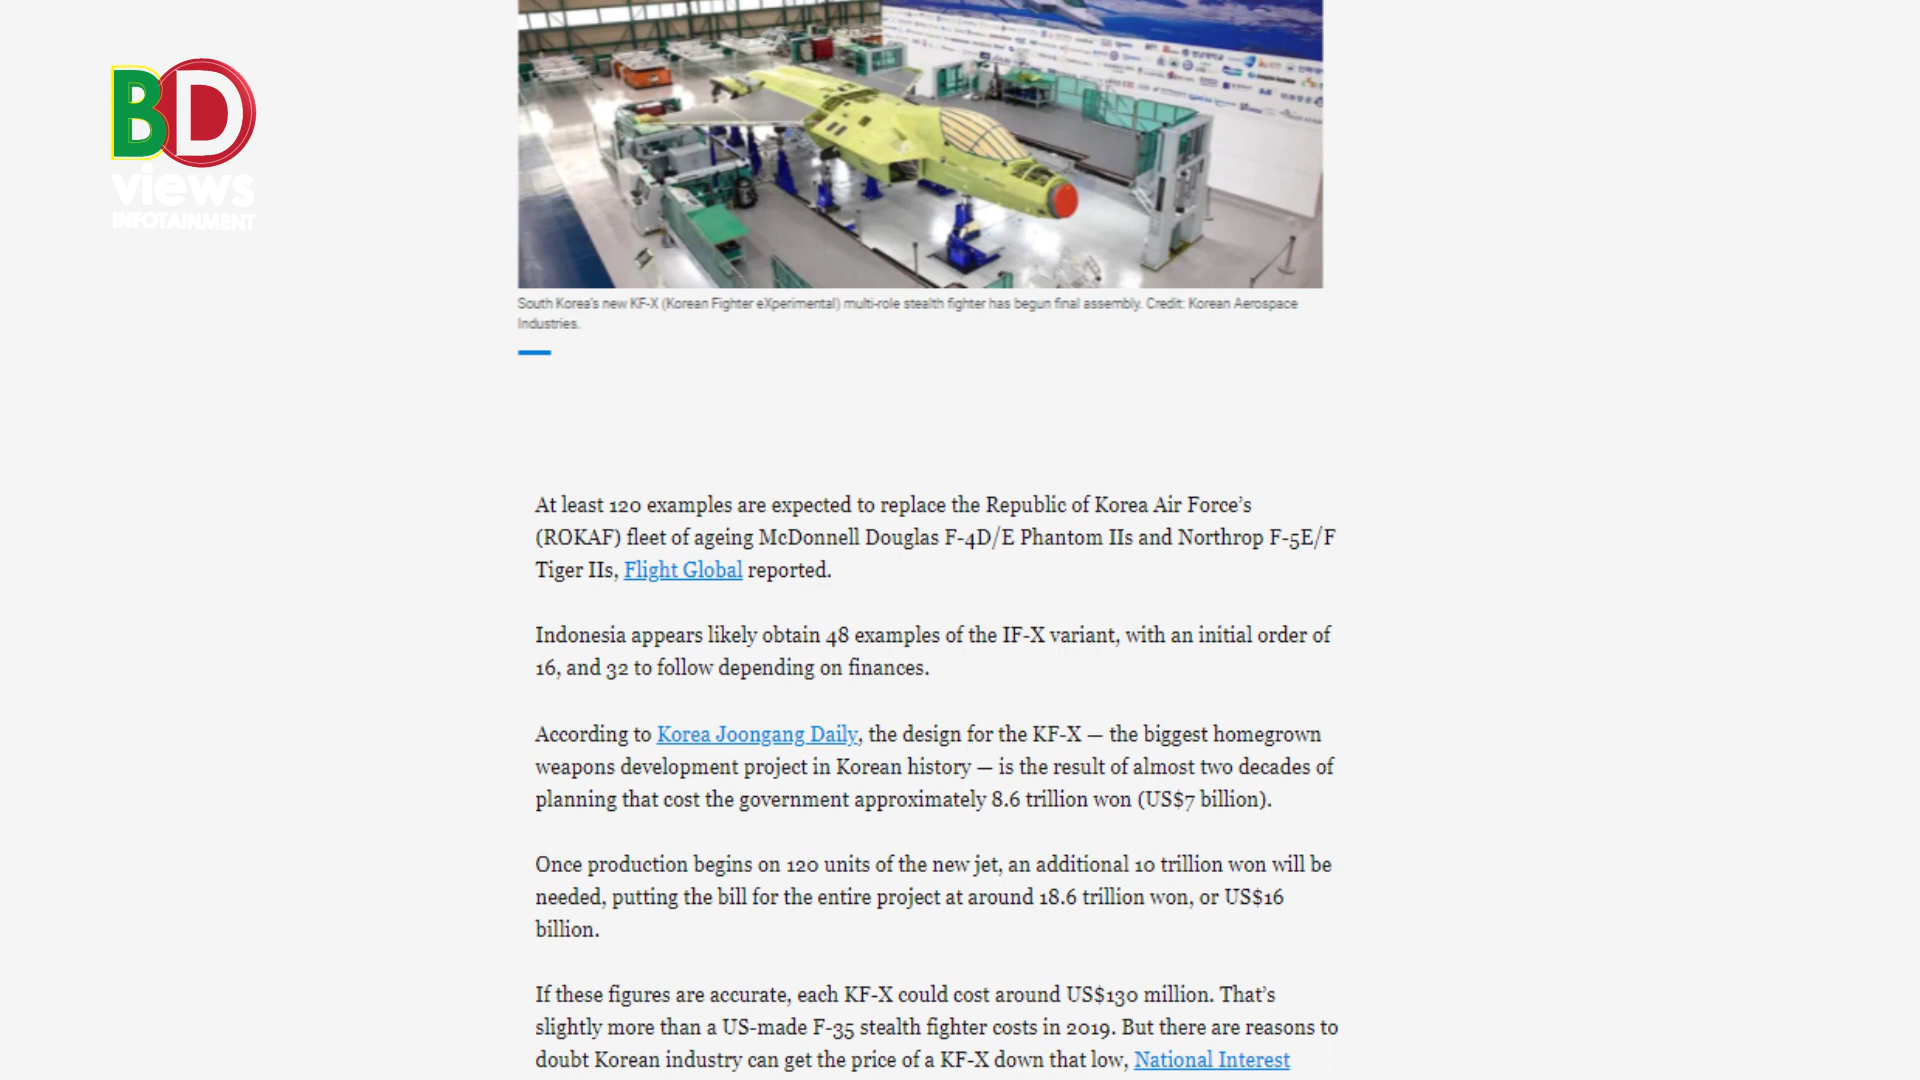 BD
views
INFOTAINMENT
South Korea's new KF-X (Korean Fighter eXperimental) multi-role stealth fighter has begun final assembly. Credit: Korean Aerospace
Industries.
At least 120 examples are expected to replace the Republic of Korea Air Force’s
(ROKAF) fleet of ageing McDonnell Douglas F-4D/E Phantom IIs and Northrop F-5E/F
Tiger IIs, Flight Global reported.
Indonesia appears likely obtain 48 examples of the IF-X variant, with an initial order of
16, and 32 to follow depending on finances.
According to Korea Joongang Daily, the design for the KF-X — the biggest homegrown
weapons development project in Korean history — is the result of almost two decades of
planning that cost the government approximately 8.6 trillion won (US$7 billion).
Once production begins on 120 units of the new jet, an additional 10 trillion won will be
needed, putting the bill for the entire project at around 18.6 trillion won, or US$16
billion.
If these figures are accurate, each KF-X could cost around US$130 million. That’s
slightly more than a US-made F-35 stealth fighter costs in 2019. But there are reasons to
doubt Korean industry can get the price of a KF-X down that low, National Interest